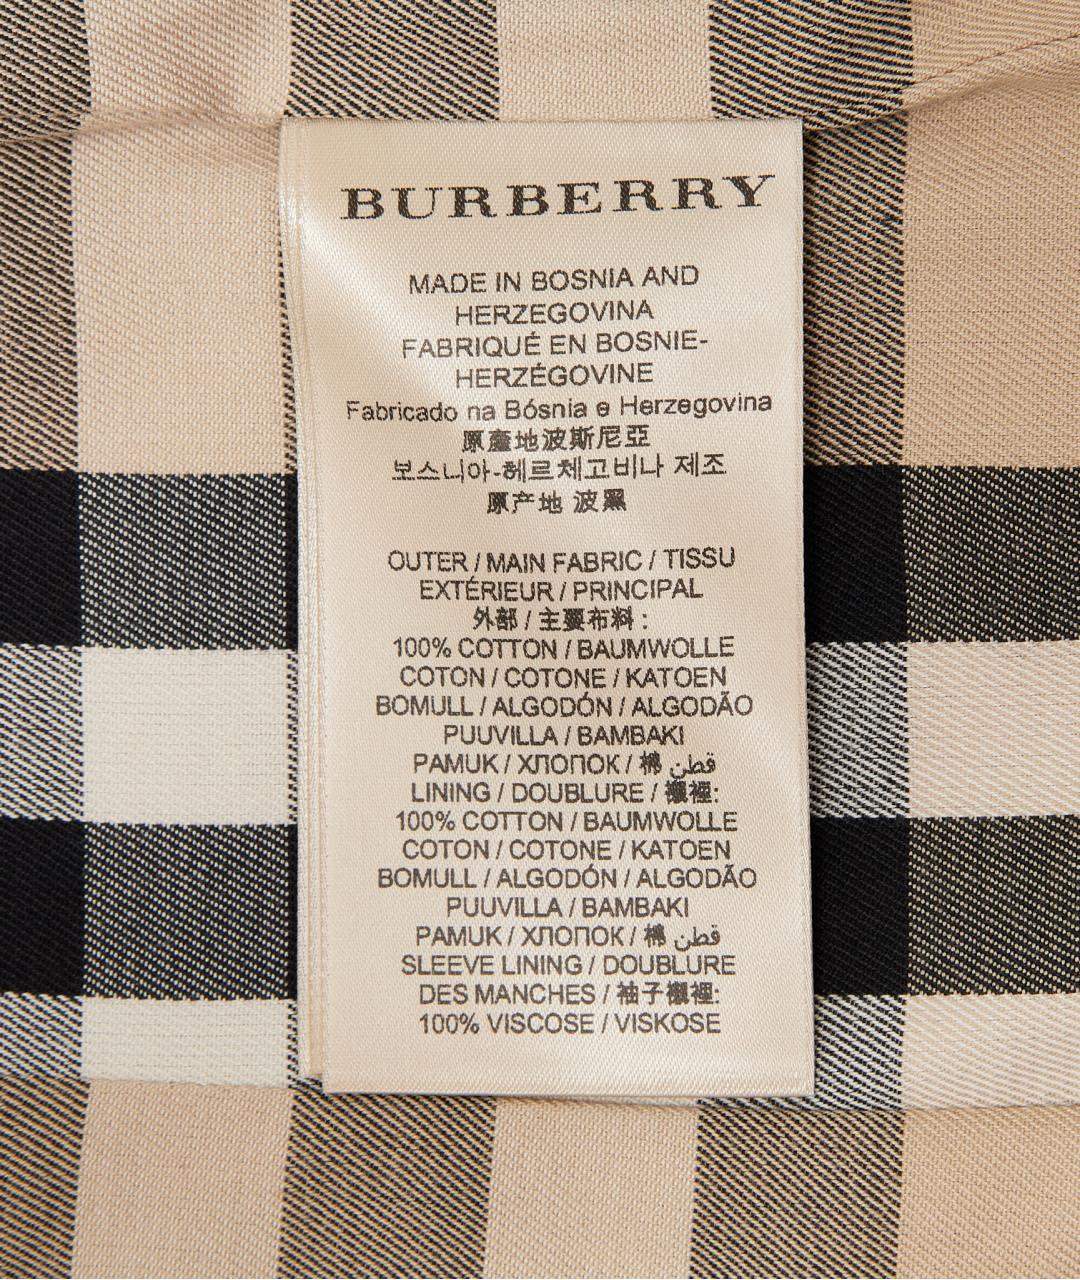 BURBERRY
MADE IN BOSNIA AND
HERZEGOVINA
FABRIQUÉ EN BOSNIE-
HERZÉGOVINE
Fabricado na Bósnia e Herzegovina
原產地波斯尼亞
보스니아-헤르체고비나 제조
原产地 波黑
OUTER / MAIN FABRIC / TISSU
EXTÉRIEUR / PRINCIPAL
外部 / 主要布料 :
100% COTTON / BAUMWOLLE
COTON / COTONE / KATOEN
BOMULL / ALGODÓN / ALGODÃO
PUUVILLA / BAMBAKI
PAMUK / ХЛОПОК / 棉 قطن
LINING / DOUBLURE / 襯裡:
100% COTTON / BAUMWOLLE
COTON / COTONE / KATOEN
BOMULL / ALGODÓN / ALGODÃO
PUUVILLA / BAMBAKI
PAMUK / ХЛОПОК / 棉 قطن
SLEEVE LINING / DOUBLURE
DES MANCHES / 袖子襯裡:
100% VISCOSE / VISKOSE